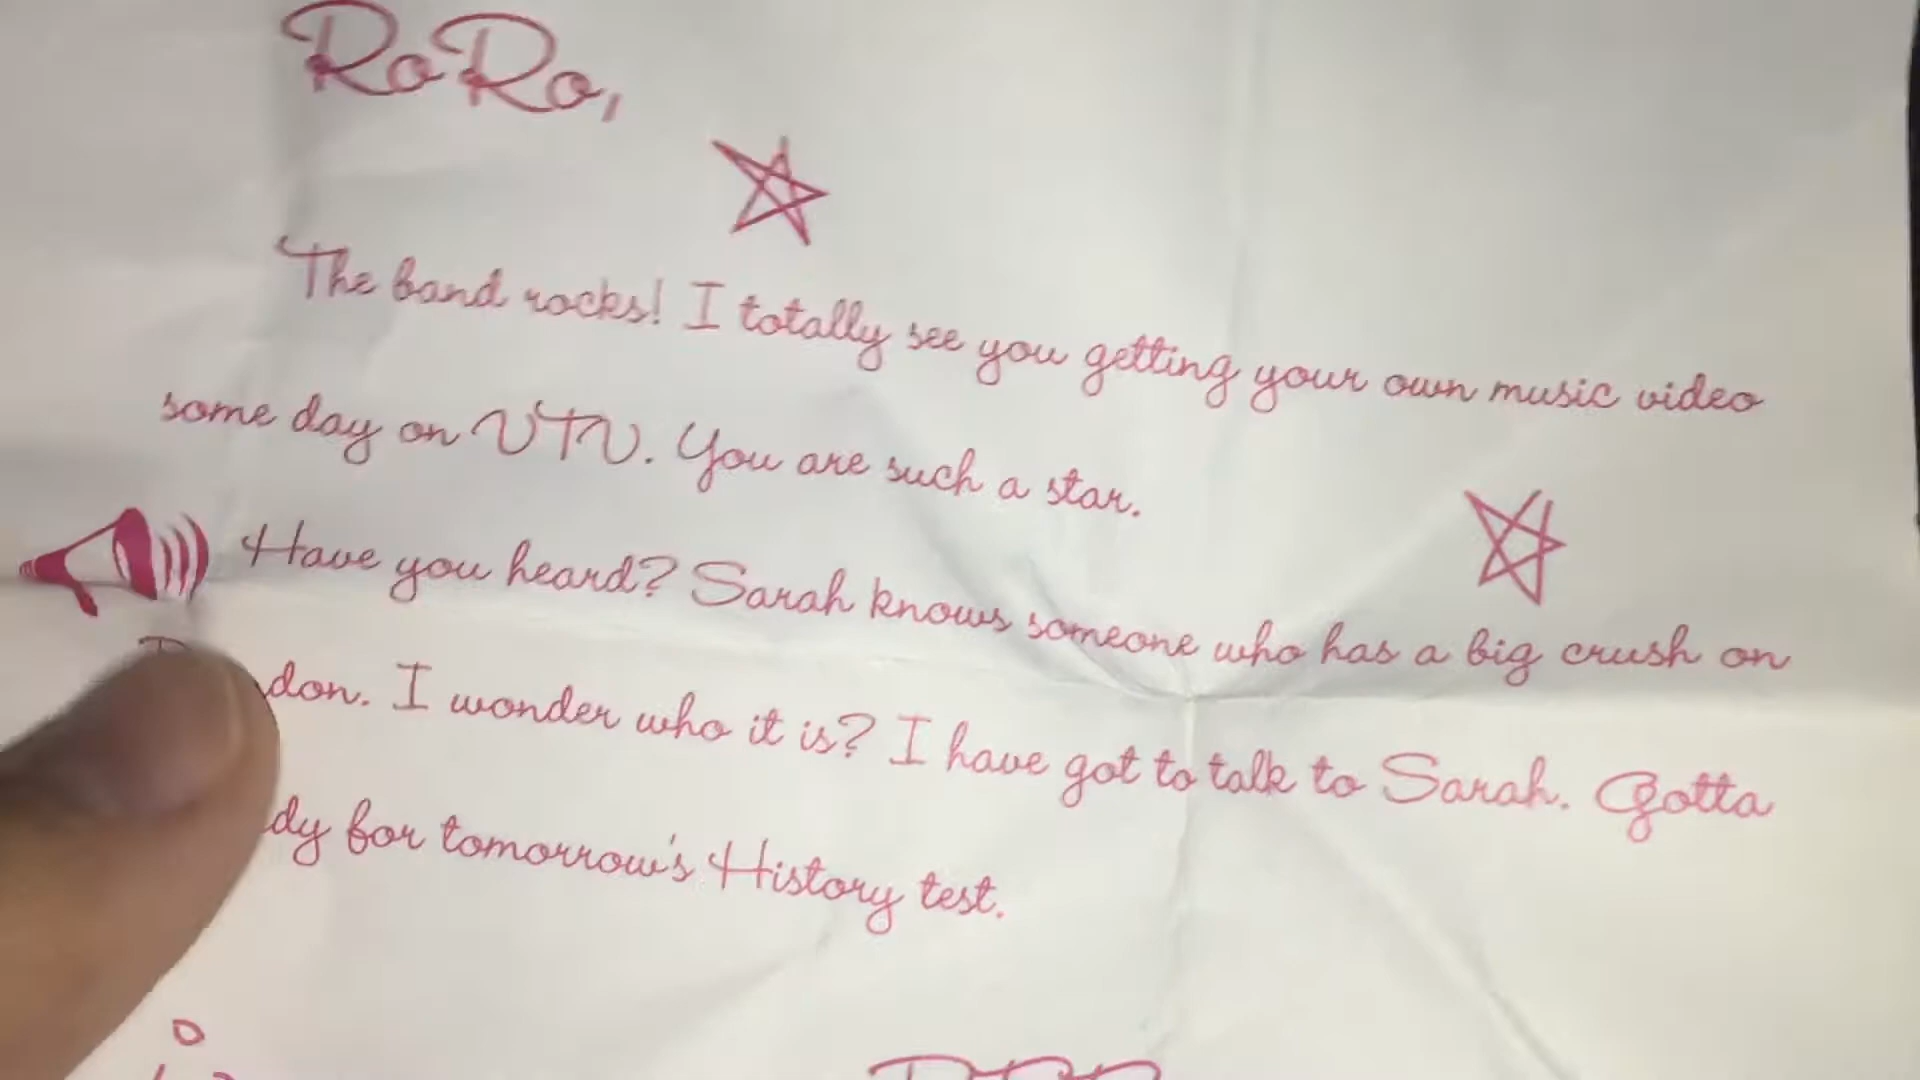 RoRo,
The band rocks! I totally see you getting your own music video
some day on VTV. You are such a star.
Have you heard? Sarah knows someone who has a big crush on
don. I wonder who it is? I have got to talk to Sarah. Gotta
dy for tomorrow's History test.